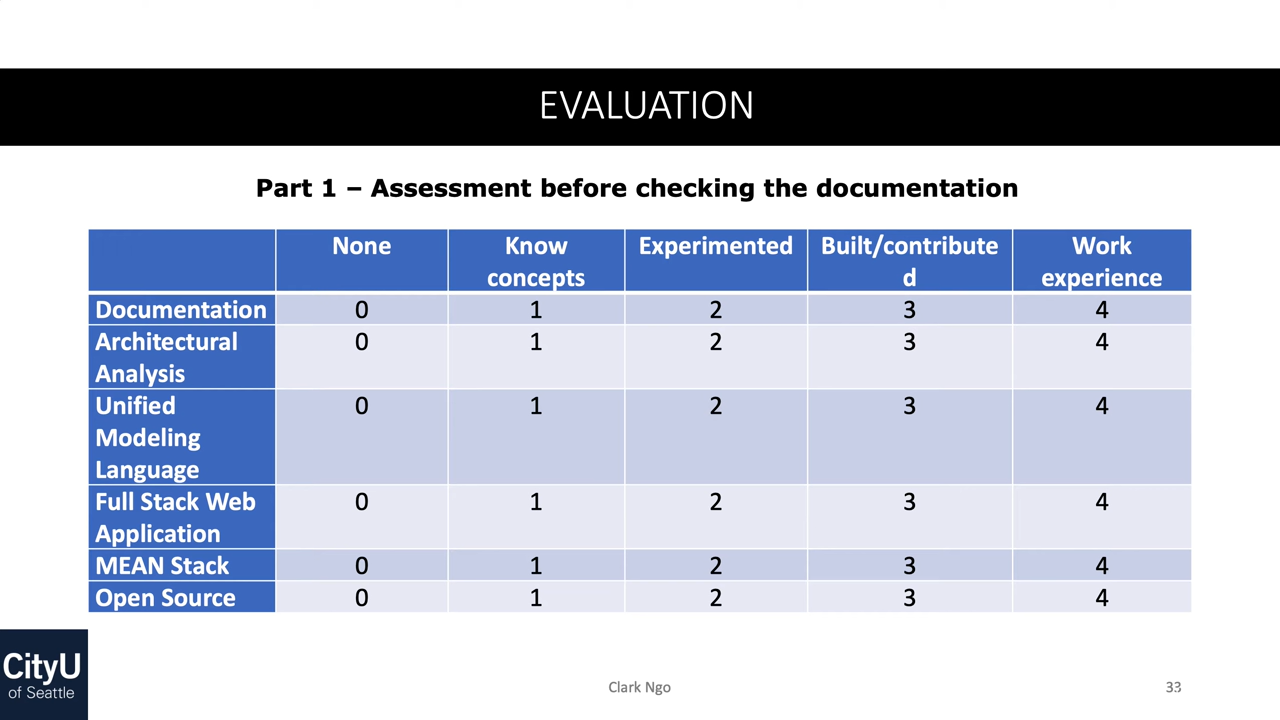 EVALUATION
Part 1 – Assessment before checking the documentation
None Know concepts Experimented Built/contribute d Work experience
Documentation 0 1 2 3 4
Architectural Analysis 0 1 2 3 4
Unified Modeling Language 0 1 2 3 4
Full Stack Web Application 0 1 2 3 4
MEAN Stack 0 1 2 3 4
Open Source 0 1 2 3 4
CityU
of Seattle
Clark Ngo
33